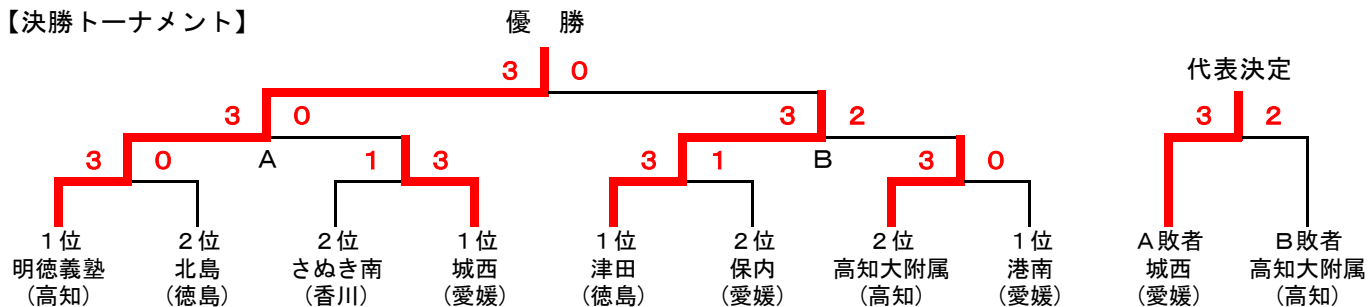 【決勝トーナメント】
優　勝
3 0
代表決定
3 0 3 2 3 2
3 0 A 1 3 3 1 B 3 0
1位 2位 2位 1位 1位 2位 2位 1位 A敗者 B敗者
明徳義塾 北島 さぬき南 城西 津田 保内 高知大附属 港南 城西 高知大附属
(高知) (徳島) (香川) (愛媛) (徳島) (愛媛) (高知) (愛媛) (愛媛) (高知)